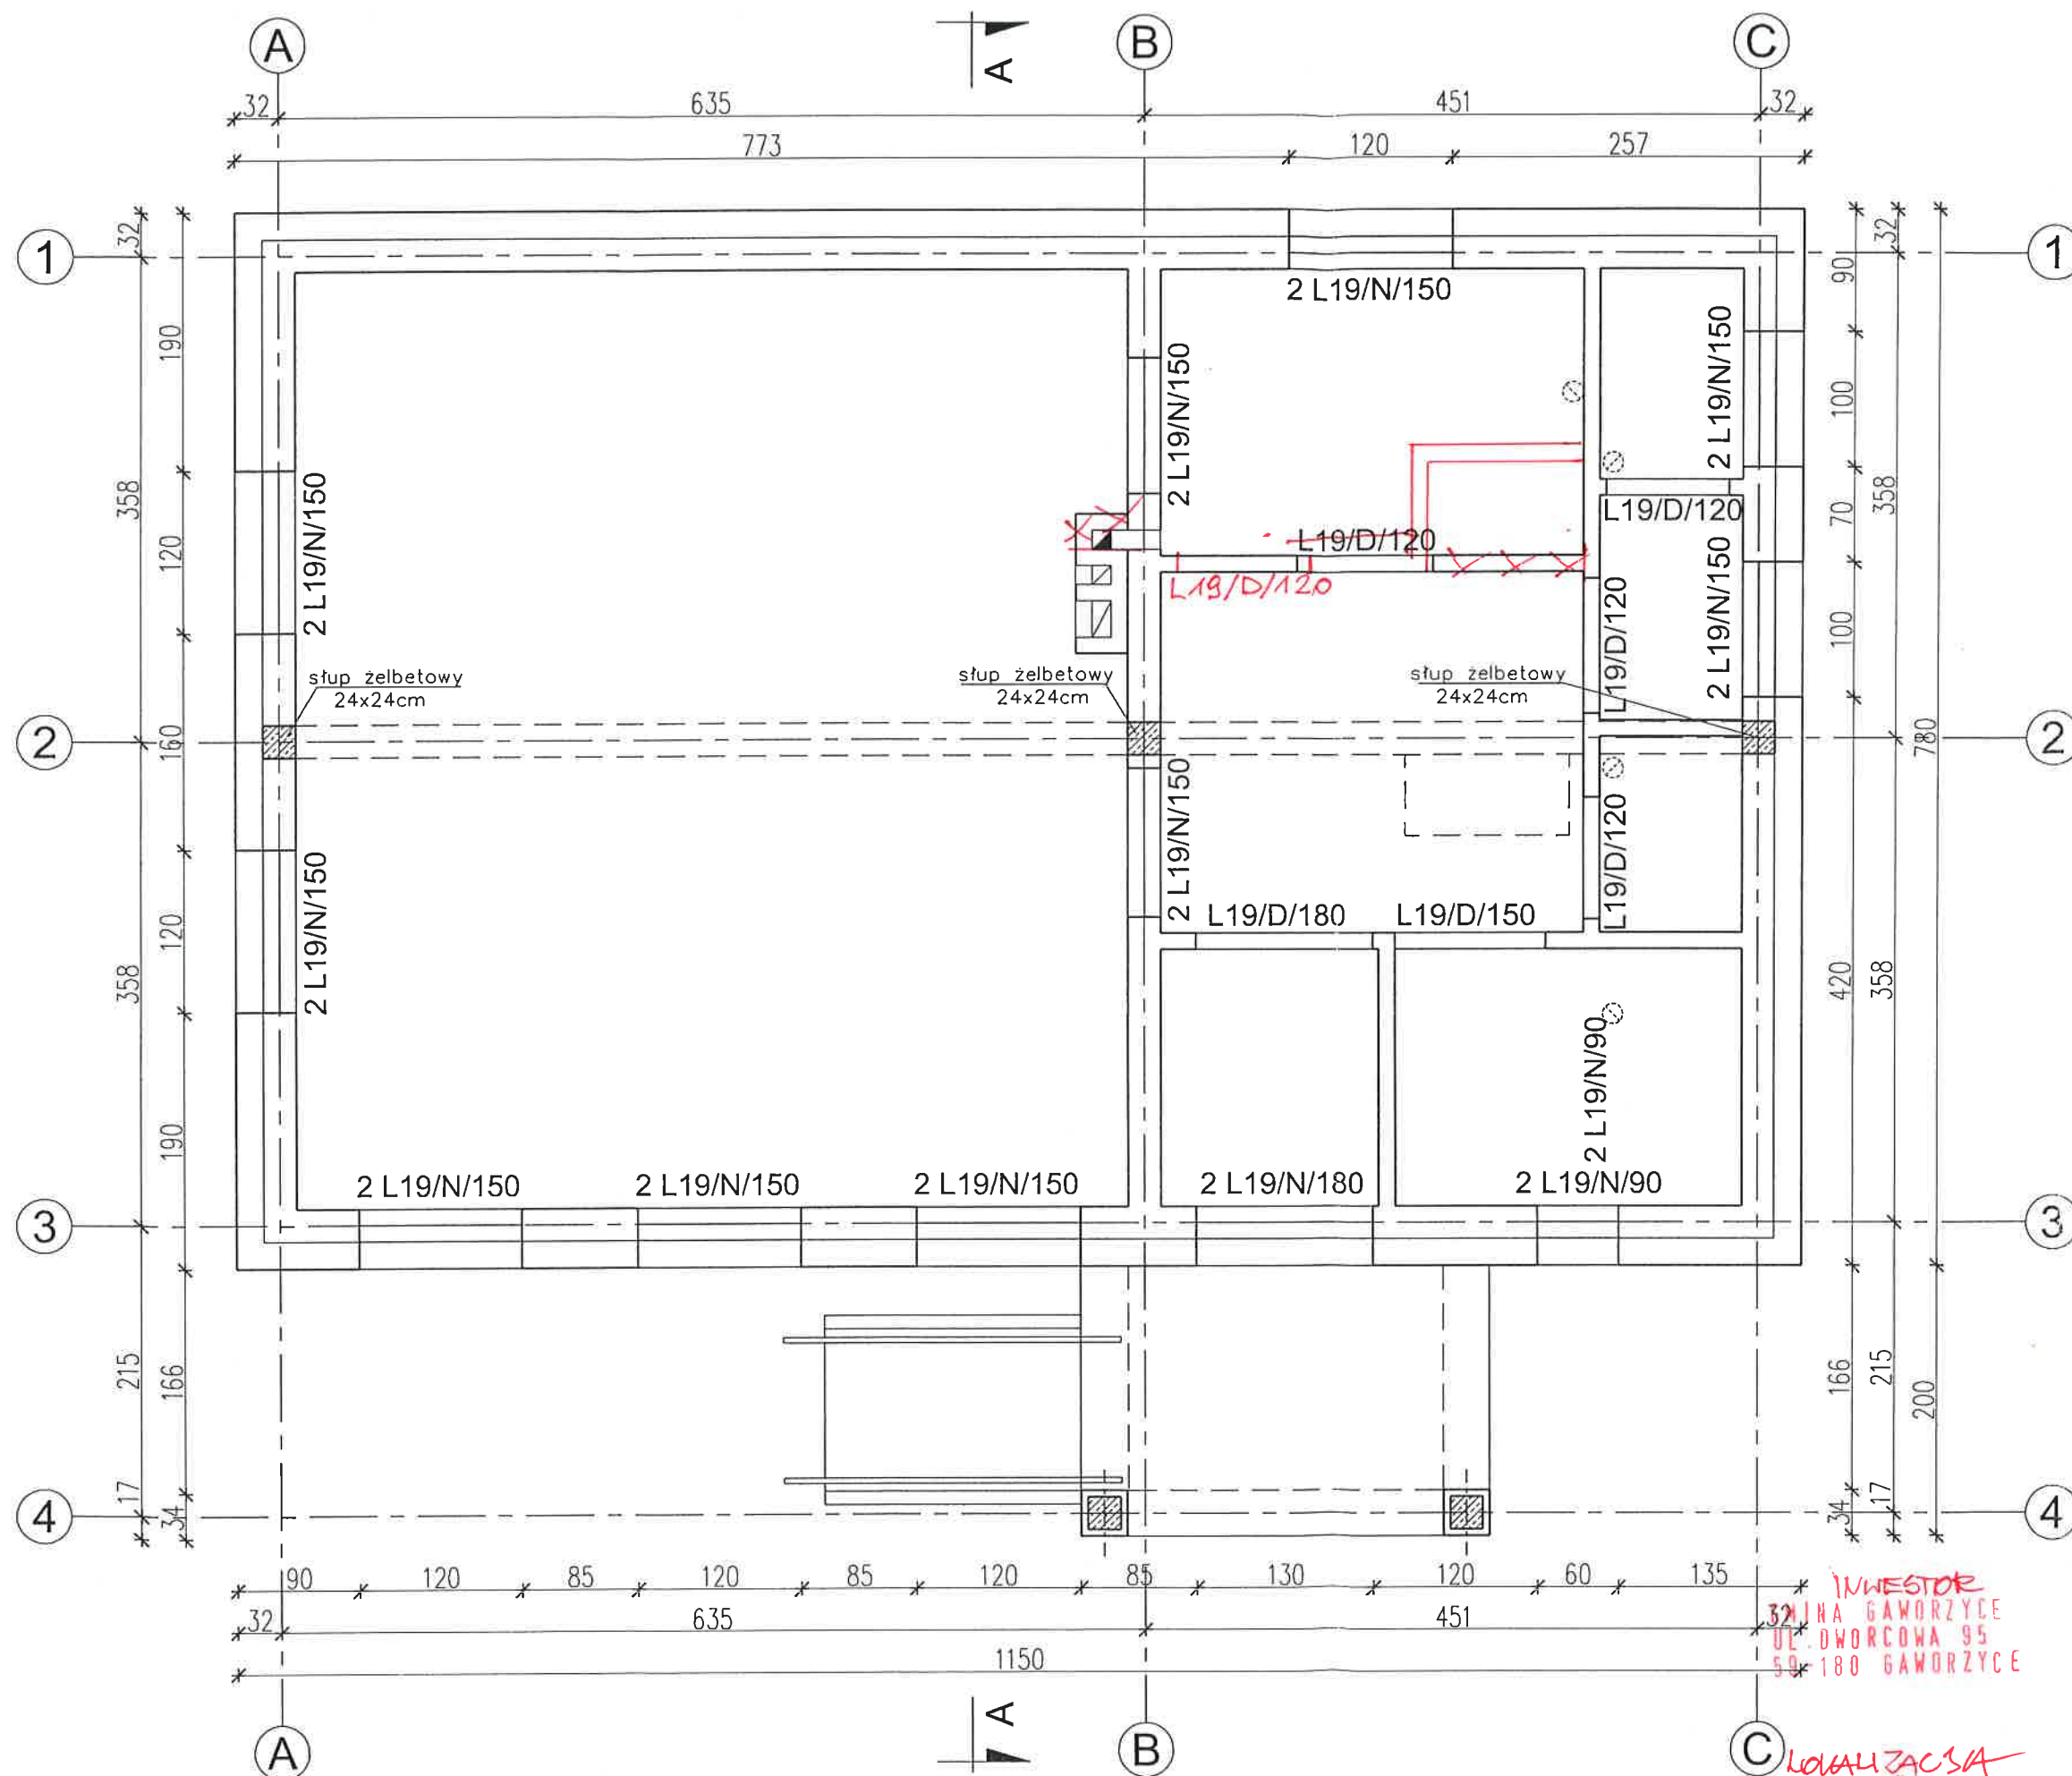 A B C
A
32 635 451 32
773 120 257
1 1
2 2
3 3
4 4
32 358 358 215 17
190 120 160 120 190 166 34
90 100 70 100 420 166 34
32 358 358 215 17
780 200
2 L19/N/150
2 L19/N/150
2 L19/N/150
2 L19/N/150
L19/D/120
L19/D/120
L19/D/120
2 L19/N/150
L19/D/120
2 L19/N/150
słup żelbetowy
24x24cm
słup żelbetowy
24x24cm
słup żelbetowy
24x24cm
2 L19/N/150
2 L19/N/150
L19/D/120
L19/D/180 L19/D/150
2 L19/N/90
2 L19/N/150 2 L19/N/150 2 L19/N/150 2 L19/N/180 2 L19/N/90
90 120 85 120 85 120 85 130 120 60 135
32 635 451 32
1150
INWESTOR
GMINA GAWORZYCE
UL. DWORCOWA 95
59-180 GAWORZYCE
A
A B C
LOKALIZACJA